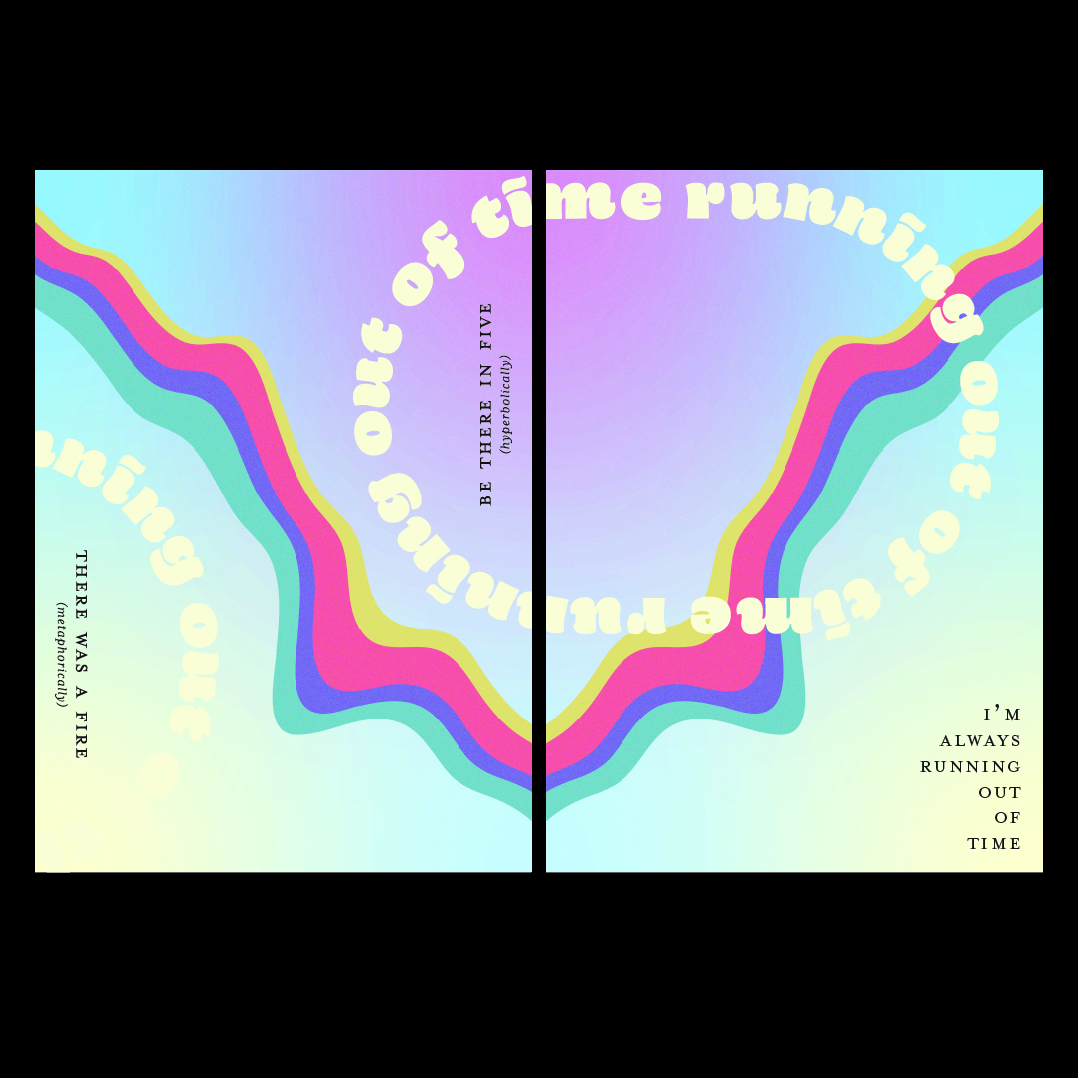 unning out o
THERE WAS A FIRE
(metaphorically)
running out of time running out of time
BE THERE IN FIVE
(hyperbolically)
I'M
ALWAYS
RUNNING
OUT
OF
TIME